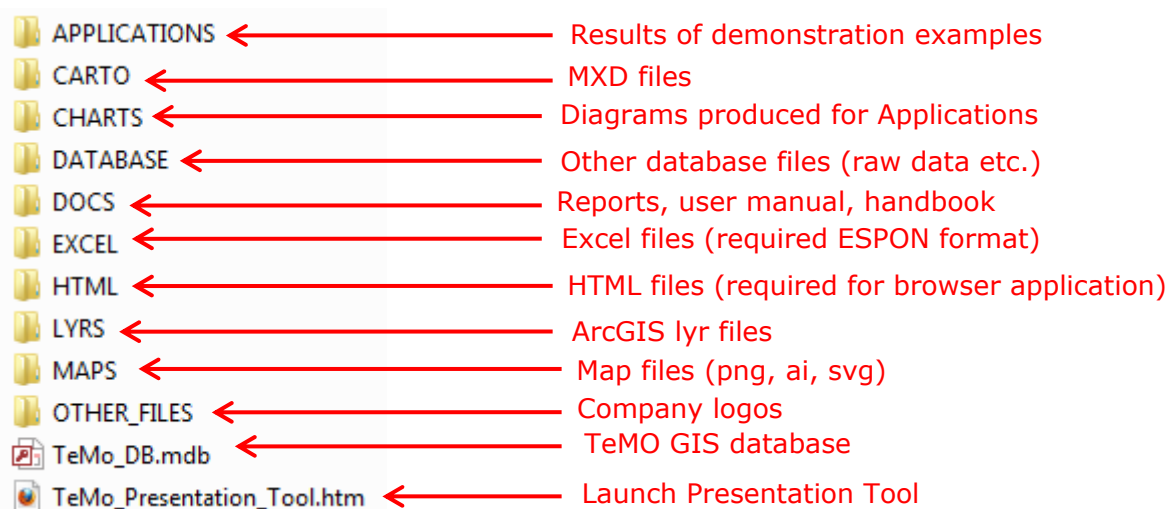 APPLICATIONS Results of demonstration examples
CARTO MXD files
CHARTS Diagrams produced for Applications
DATABASE Other database files (raw data etc.)
DOCS Reports, user manual, handbook
EXCEL Excel files (required ESPON format)
HTML HTML files (required for browser application)
LYRS ArcGIS lyr files
MAPS Map files (png, ai, svg)
OTHER_FILES Company logos
TeMo_DB.mdb TeMO GIS database
TeMo_Presentation_Tool.htm Launch Presentation Tool